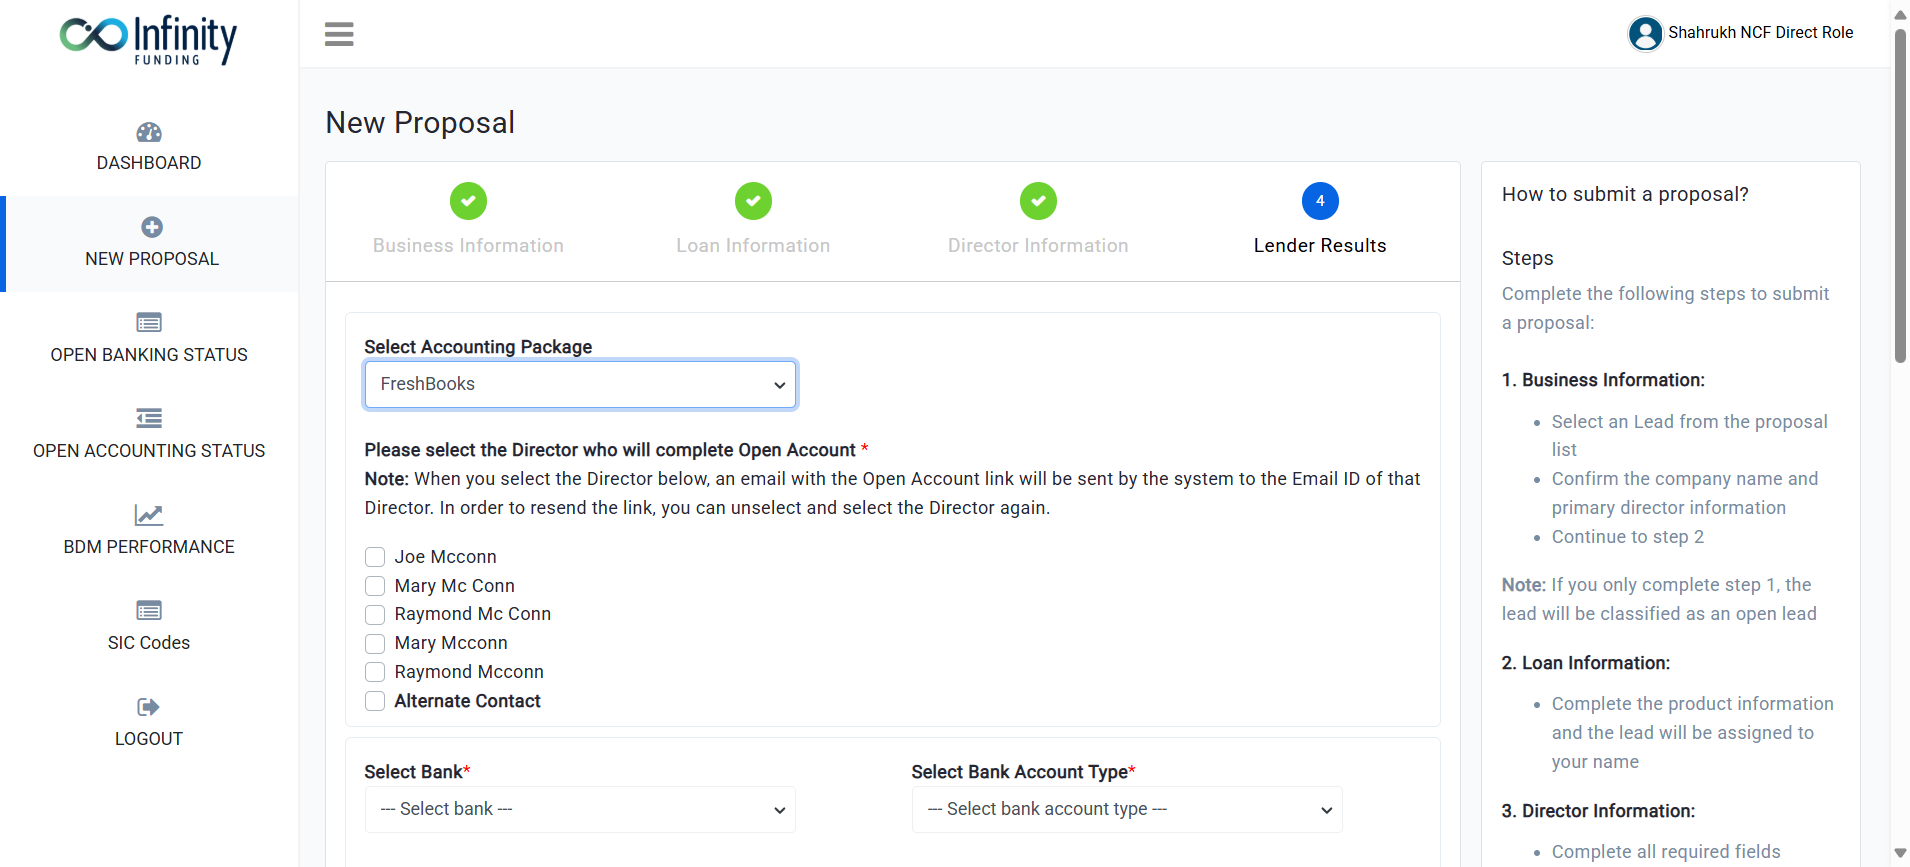 Infinity
FUNDING
DASHBOARD
NEW PROPOSAL
OPEN BANKING STATUS
OPEN ACCOUNTING STATUS
BDM PERFORMANCE
SIC Codes
LOGOUT
Shahrukh NCF Direct Role
New Proposal
Business Information
Loan Information
Director Information
4
Lender Results
Select Accounting Package
FreshBooks
Please select the Director who will complete Open Account *
Note: When you select the Director below, an email with the Open Account link will be sent by the system to the Email ID of that
Director. In order to resend the link, you can unselect and select the Director again.
Joe Mcconn
Mary Mc Conn
Raymond Mc Conn
Mary Mcconn
Raymond Mcconn
Alternate Contact
Select Bank*
--- Select bank ---
Select Bank Account Type*
--- Select bank account type ---
How to submit a proposal?
Steps
Complete the following steps to submit
a proposal:
1. Business Information:
• Select an Lead from the proposal
list
• Confirm the company name and
primary director information
• Continue to step 2
Note: If you only complete step 1, the
lead will be classified as an open lead
2. Loan Information:
• Complete the product information
and the lead will be assigned to
your name
3. Director Information:
• Complete all required fields